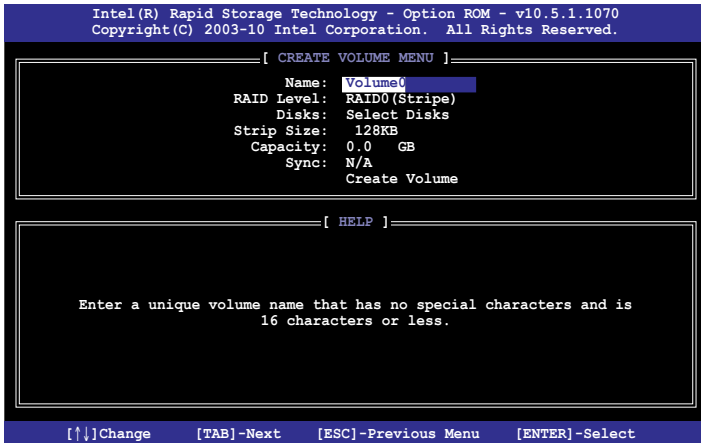 Intel(R) Rapid Storage Technology - Option ROM - v10.5.1.1070
Copyright(C) 2003-10 Intel Corporation. All Rights Reserved.
[ CREATE VOLUME MENU ]
Name: Volume0
RAID Level: RAID0(Stripe)
Disks: Select Disks
Strip Size: 128KB
Capacity: 0.0 GB
Sync: N/A
Create Volume
[ HELP ]
Enter a unique volume name that has no special characters and is
16 characters or less.
[↑↓]Change [TAB]-Next [ESC]-Previous Menu [ENTER]-Select